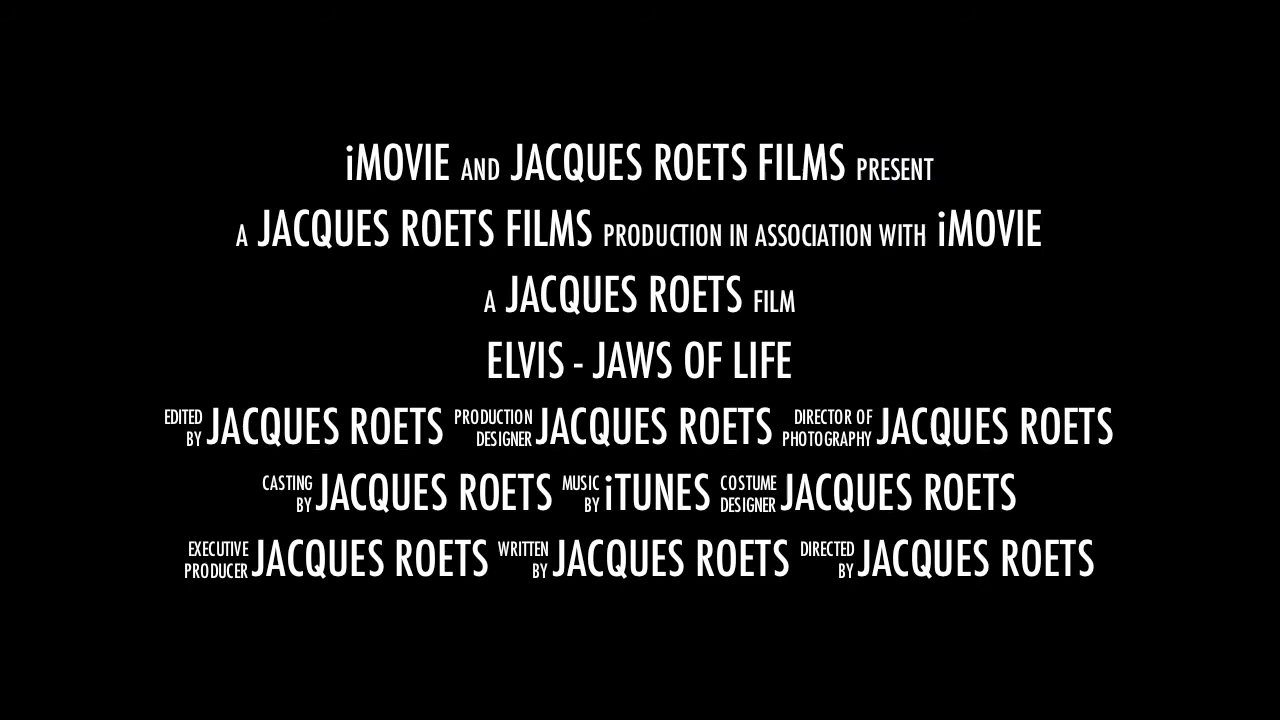 iMOVIE AND JACQUES ROETS FILMS PRESENT
A JACQUES ROETS FILMS PRODUCTION IN ASSOCIATION WITH iMOVIE
A JACQUES ROETS FILM
ELVIS - JAWS OF LIFE
EDITED BY JACQUES ROETS PRODUCTION DESIGNER JACQUES ROETS DIRECTOR OF PHOTOGRAPHY JACQUES ROETS
CASTING BY JACQUES ROETS MUSIC BY iTUNES COSTUME DESIGNER JACQUES ROETS
EXECUTIVE PRODUCER JACQUES ROETS WRITTEN BY JACQUES ROETS DIRECTED BY JACQUES ROETS